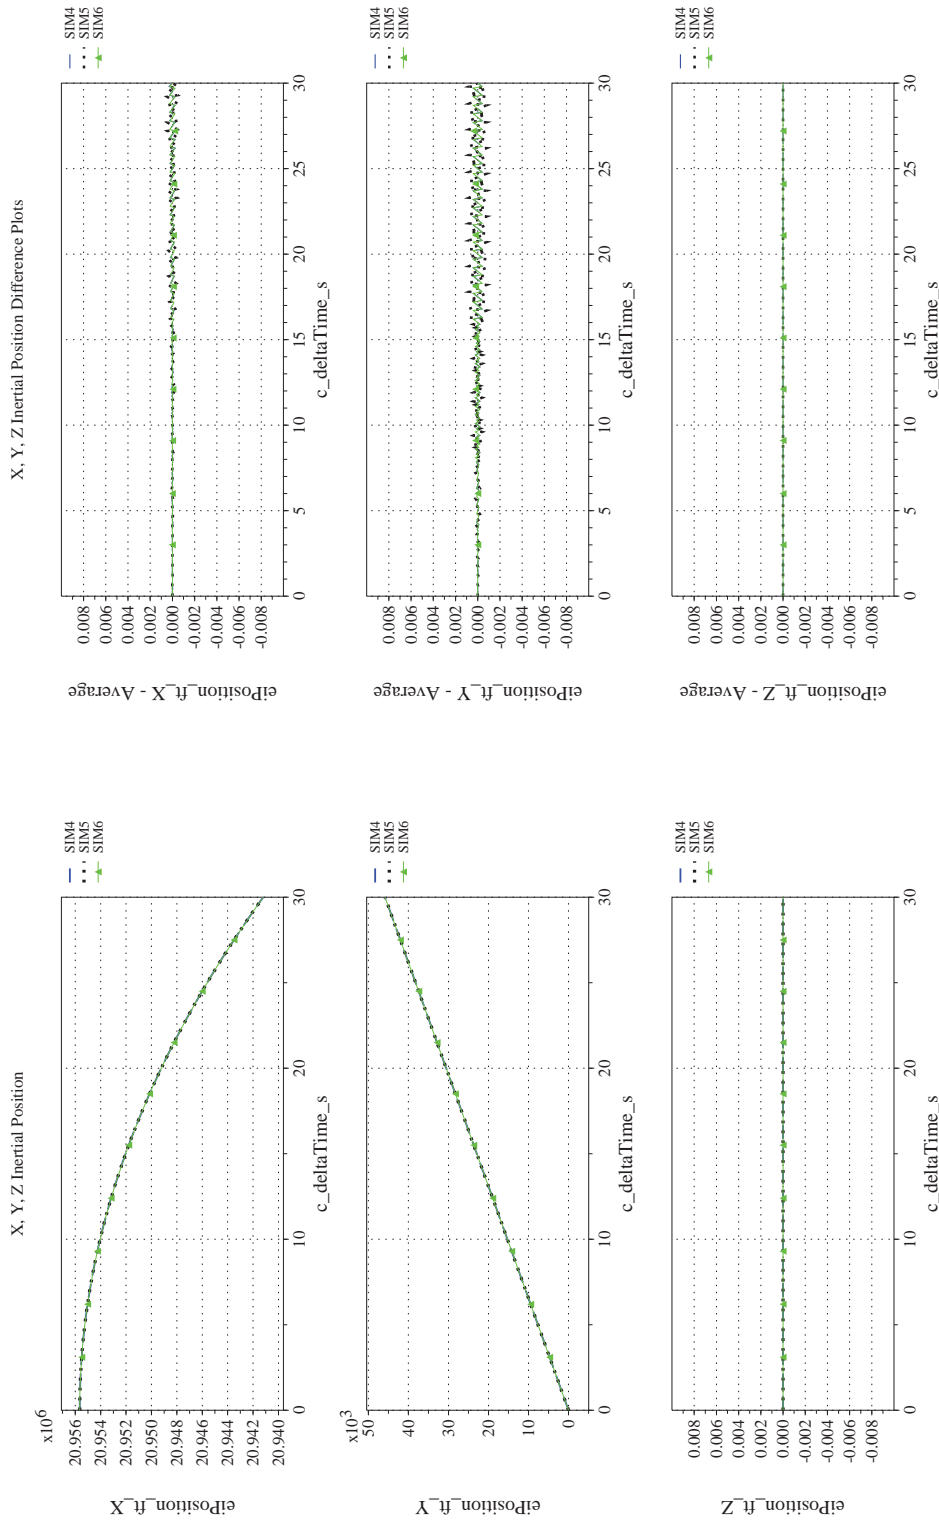 X, Y, Z Inertial Position
x10^6
20.956
20.954
20.952
20.950
20.948
20.946
20.944
20.942
20.940
eiPosition_ft_X
0
10
20
30
c_deltaTime_s
SIM4
SIM5
SIM6
x10^3
50
40
30
20
10
0
eiPosition_ft_Y
0
10
20
30
c_deltaTime_s
SIM4
SIM5
SIM6
0.008
0.006
0.004
0.002
0.000
-0.002
-0.004
-0.006
-0.008
eiPosition_ft_Z
0
10
20
30
c_deltaTime_s
SIM4
SIM5
SIM6
X, Y, Z Inertial Position Difference Plots
0.008
0.006
0.004
0.002
0.000
-0.002
-0.004
-0.006
-0.008
eiPosition_ft_X - Average
0
5
10
15
20
25
30
c_deltaTime_s
SIM4
SIM5
SIM6
0.008
0.006
0.004
0.002
0.000
-0.002
-0.004
-0.006
-0.008
eiPosition_ft_Y - Average
0
5
10
15
20
25
30
c_deltaTime_s
SIM4
SIM5
SIM6
0.008
0.006
0.004
0.002
0.000
-0.002
-0.004
-0.006
-0.008
eiPosition_ft_Z - Average
0
5
10
15
20
25
30
c_deltaTime_s
SIM4
SIM5
SIM6